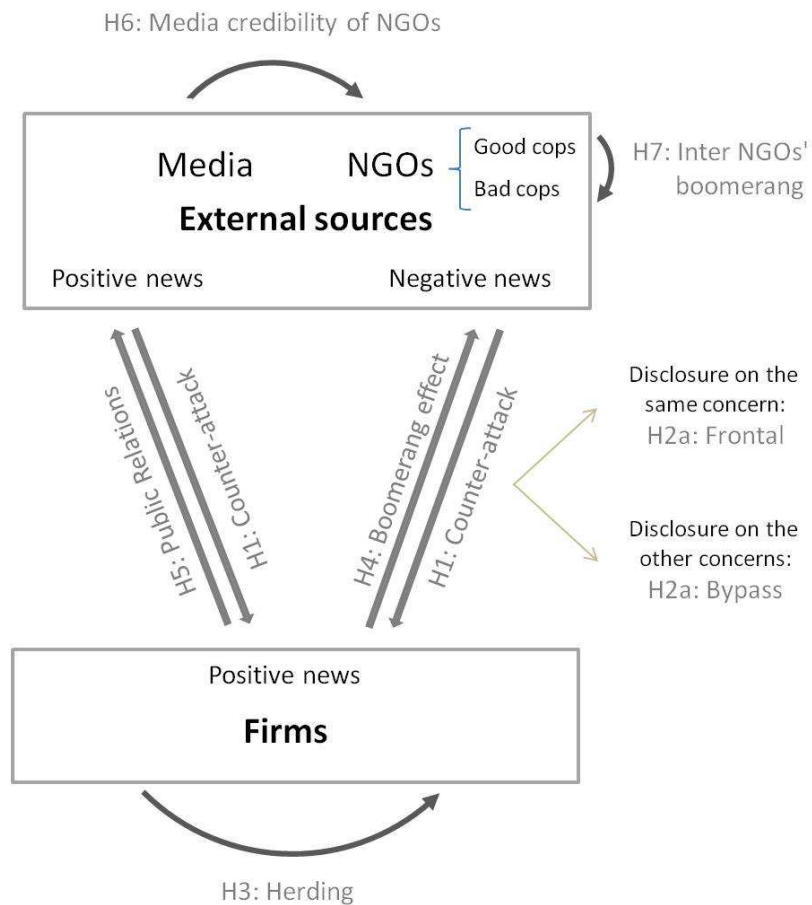 H6: Media credibility of NGOs
Media
NGOs
Good cops
Bad cops
H7: Inter NGOs'
boomerang
External sources
Positive news
Negative news
H5: Public Relations
H1: Counter-attack
H4: Boomerang effect
H1: Counter-attack
Disclosure on the
same concern:
H2a: Frontal
Disclosure on the
other concerns:
H2a: Bypass
Positive news
Firms
H3: Herding